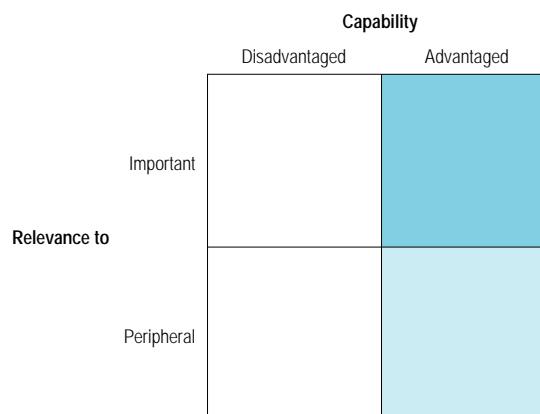 Capability
Disadvantaged Advantaged
Important
Relevance to
Peripheral